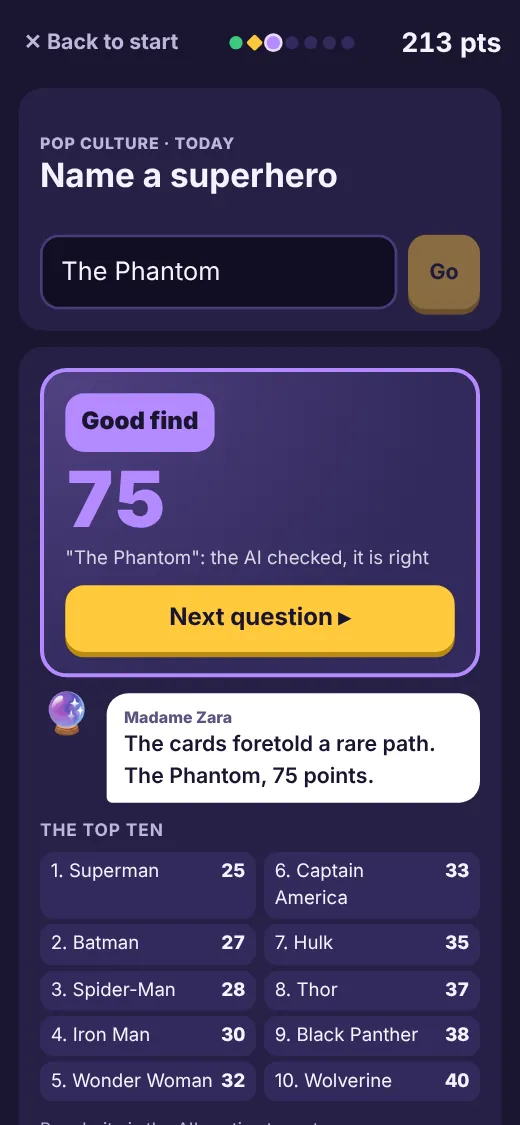 ✕ Back to start
213 pts
POP CULTURE · TODAY
Name a superhero
The Phantom
Go
Good find
75
"The Phantom": the AI checked, it is right
Next question ▸
Madame Zara
The cards foretold a rare path.
The Phantom, 75 points.
THE TOP TEN
1. Superman 25
2. Batman 27
3. Spider-Man 28
4. Iron Man 30
5. Wonder Woman 32
6. Captain America 33
7. Hulk 35
8. Thor 37
9. Black Panther 38
10. Wolverine 40